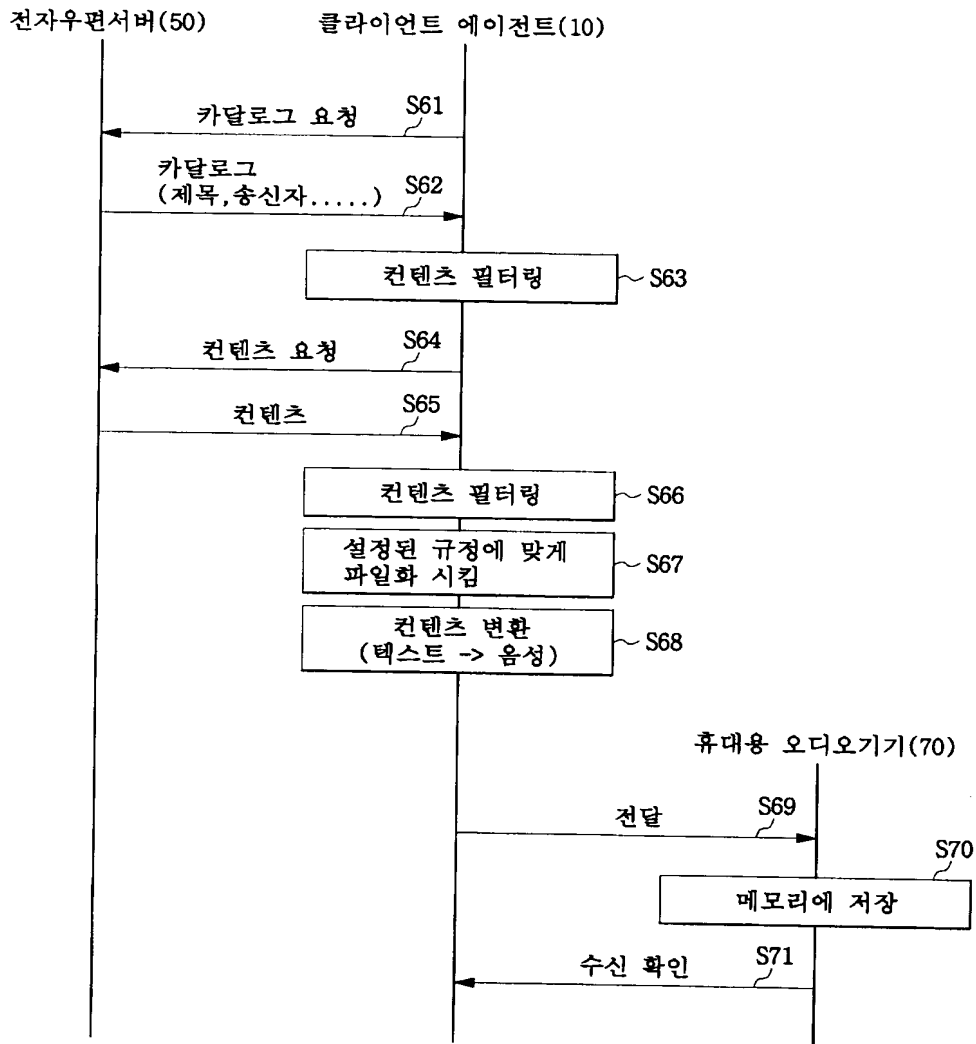 전자우편서버(50)
클라이언트 에이전트(10)
S61
카달로그 요청
카달로그
(제목,송신자.....)
S62
컨텐츠 필터링
S63
컨텐츠 요청
S64
컨텐츠
S65
컨텐츠 필터링
S66
설정된 규정에 맞게
파일화 시킴
S67
컨텐츠 변환
(텍스트 -> 음성)
S68
휴대용 오디오기기(70)
전달
S69
S70
메모리에 저장
수신 확인
S71